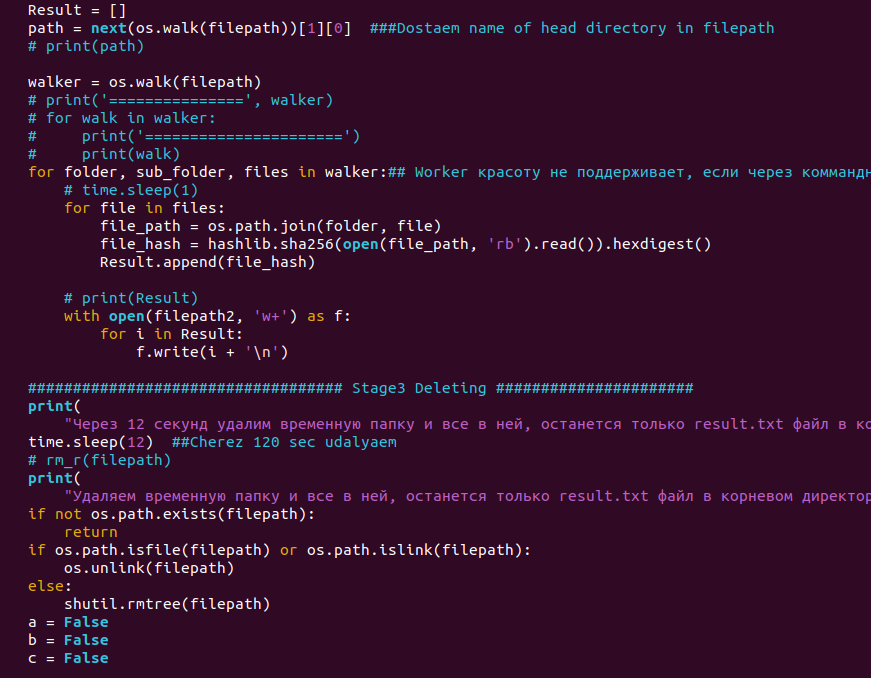 Result = []
path = next(os.walk(filepath))[1][0]  ###Dostaem name of head directory in filepath
# print(path)
walker = os.walk(filepath)
# print('===============', walker)
# for walk in walker:
#     print('======================')
#     print(walk)
for folder, sub_folder, files in walker:## Worker красоту не поддерживает, если через коммандн
    # time.sleep(1)
    for file in files:
        file_path = os.path.join(folder, file)
        file_hash = hashlib.sha256(open(file_path, 'rb').read()).hexdigest()
        Result.append(file_hash)
    # print(Result)
    with open(filepath2, 'w+') as f:
        for i in Result:
            f.write(i + '\n')
################################### Stage3 Deleting ######################
print(
    "Через 12 секунд удалим временную папку и все в ней, останется только result.txt файл в ко
time.sleep(12)  ##Cherez 120 sec udalyaem
# rm_r(filepath)
print(
    "Удаляем временную папку и все в ней, останется только result.txt файл в корневом директор
if not os.path.exists(filepath):
    return
if os.path.isfile(filepath) or os.path.islink(filepath):
    os.unlink(filepath)
else:
    shutil.rmtree(filepath)
a = False
b = False
c = False